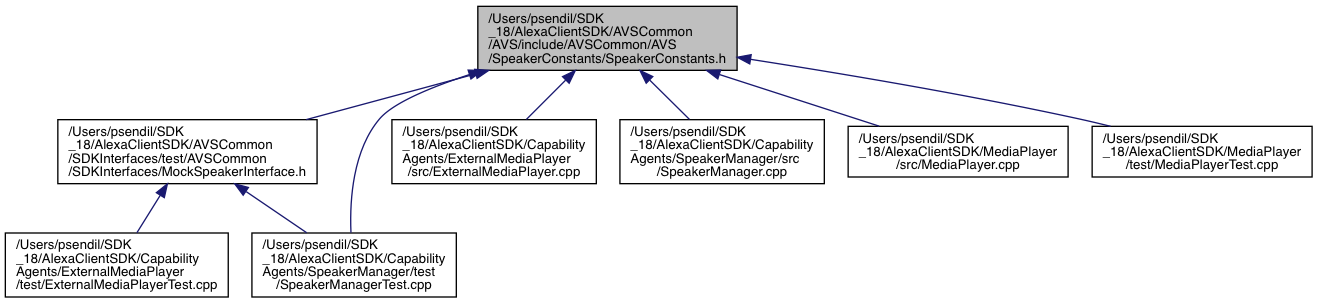 /Users/psendil/SDK
_18/AlexaClientSDK/AVSCommon
/AVS/include/AVSCommon/AVS
/SpeakerConstants/SpeakerConstants.h
/Users/psendil/SDK
_18/AlexaClientSDK/AVSCommon
/SDKInterfaces/test/AVSCommon
/SDKInterfaces/MockSpeakerInterface.h
/Users/psendil/SDK
_18/AlexaClientSDK/Capability
Agents/ExternalMediaPlayer
/src/ExternalMediaPlayer.cpp
/Users/psendil/SDK
_18/AlexaClientSDK/Capability
Agents/SpeakerManager/src
/SpeakerManager.cpp
/Users/psendil/SDK
_18/AlexaClientSDK/MediaPlayer
/src/MediaPlayer.cpp
/Users/psendil/SDK
_18/AlexaClientSDK/MediaPlayer
/test/MediaPlayerTest.cpp
/Users/psendil/SDK
_18/AlexaClientSDK/Capability
Agents/ExternalMediaPlayer
/test/ExternalMediaPlayerTest.cpp
/Users/psendil/SDK
_18/AlexaClientSDK/Capability
Agents/SpeakerManager/test
/SpeakerManagerTest.cpp